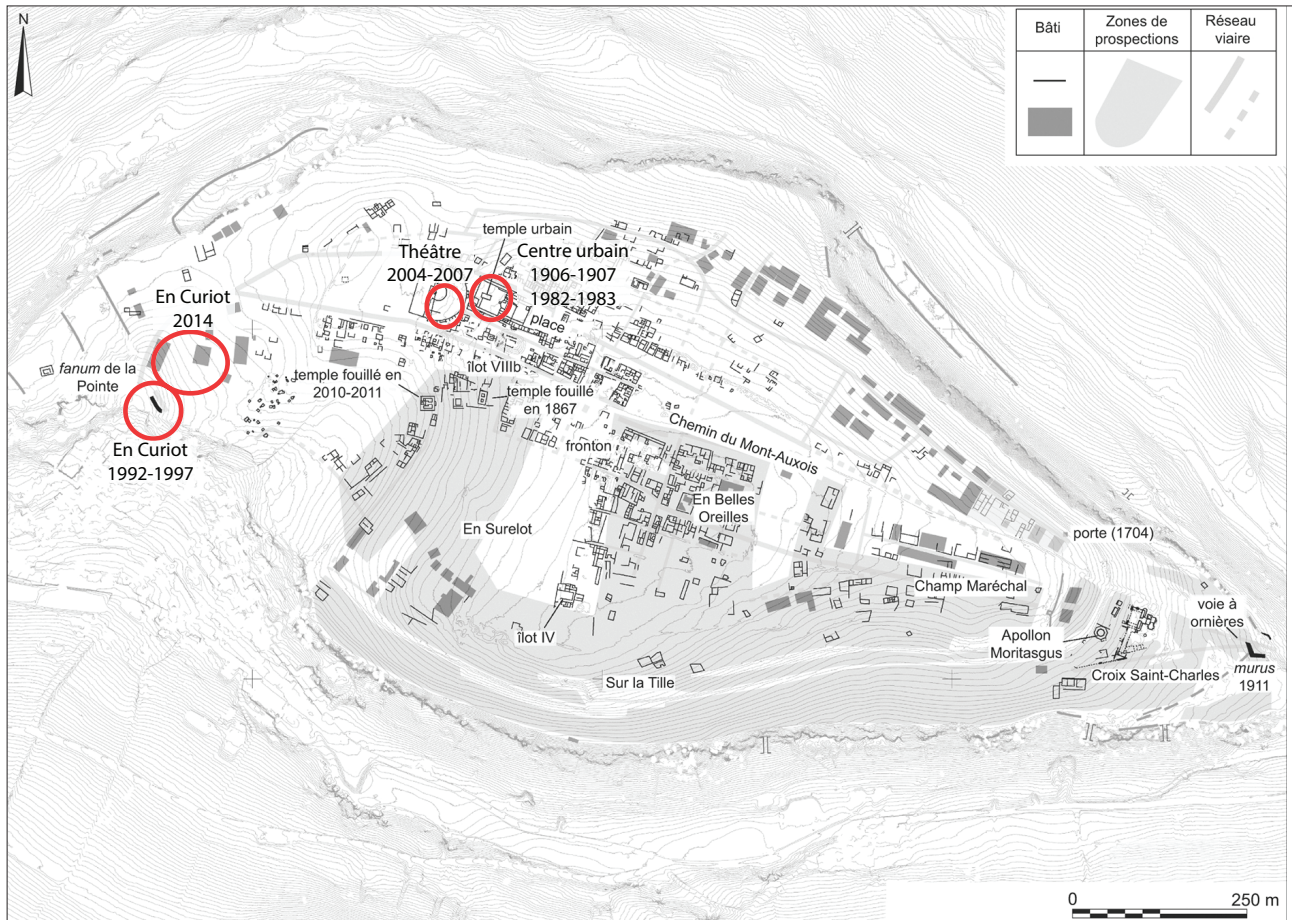 N
Bâti
Zones de
prospections
Réseau
viaire
temple urbain
Théâtre
2004-2007
Centre urbain
1906-1907
1982-1983
place
En Curiot
2014
fanum de la
Pointe
En Curiot
1992-1997
temple fouillé en
2010-2011
îlot VIIIb
temple fouillé
en 1867
fronton
Chemin du Mont-Auxois
En Belles
Oreilles
En Surelot
porte (1704)
Champ Maréchal
îlot IV
Sur la Tille
Apollon
Moritasgus
Croix Saint-Charles
voie à
ornières
murus
1911
0
250 m